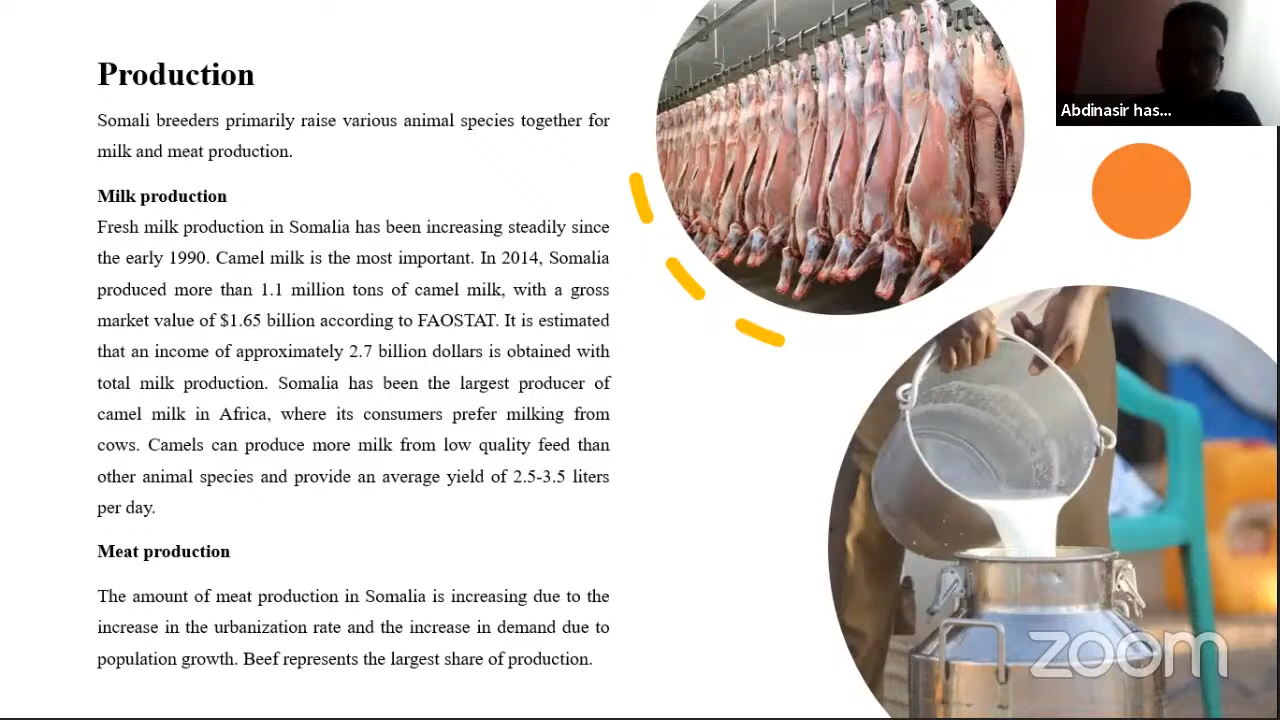 Production
Somali breeders primarily raise various animal species together for
milk and meat production.
Milk production
Fresh milk production in Somalia has been increasing steadily since
the early 1990. Camel milk is the most important. In 2014, Somalia
produced more than 1.1 million tons of camel milk, with a gross
market value of $1.65 billion according to FAOSTAT. It is estimated
that an income of approximately 2.7 billion dollars is obtained with
total milk production. Somalia has been the largest producer of
camel milk in Africa, where its consumers prefer milking from
cows. Camels can produce more milk from low quality feed than
other animal species and provide an average yield of 2.5-3.5 liters
per day.
Meat production
The amount of meat production in Somalia is increasing due to the
increase in the urbanization rate and the increase in demand due to
population growth. Beef represents the largest share of production.
Abdinasir has...
zoom